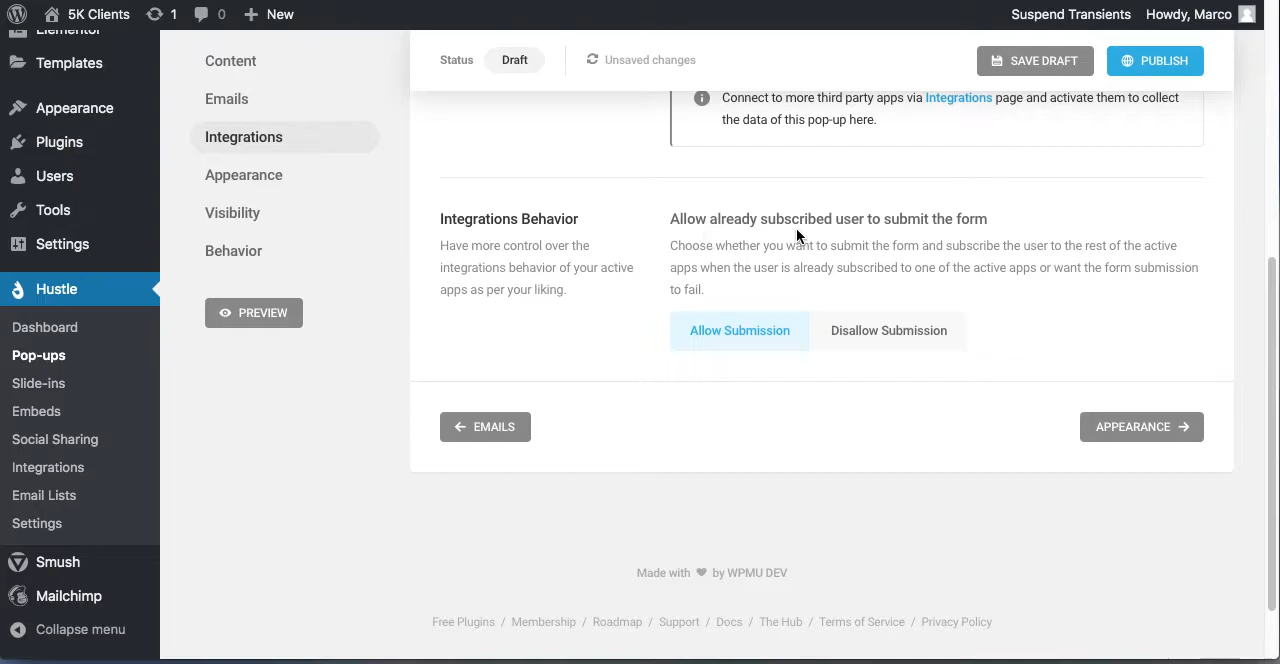 5K Clients
1
0
New
Suspend Transients
Howdy, Marco
Elementor
Templates
Appearance
Plugins
Users
Tools
Settings
Hustle
Dashboard
Pop-ups
Slide-ins
Embeds
Social Sharing
Integrations
Email Lists
Settings
Smush
Mailchimp
Collapse menu
Content
Emails
Integrations
Appearance
Visibility
Behavior
PREVIEW
Status
Draft
Unsaved changes
SAVE DRAFT
PUBLISH
Connect to more third party apps via Integrations page and activate them to collect
the data of this pop-up here.
Integrations Behavior
Have more control over the
integrations behavior of your active
apps as per your liking.
Allow already subscribed user to submit the form
Choose whether you want to submit the form and subscribe the user to the rest of the active
apps when the user is already subscribed to one of the active apps or want the form submission
to fail.
Allow Submission
Disallow Submission
EMAILS
APPEARANCE
Made with ♥ by WPMU DEV
Free Plugins / Membership / Roadmap / Support / Docs / The Hub / Terms of Service / Privacy Policy